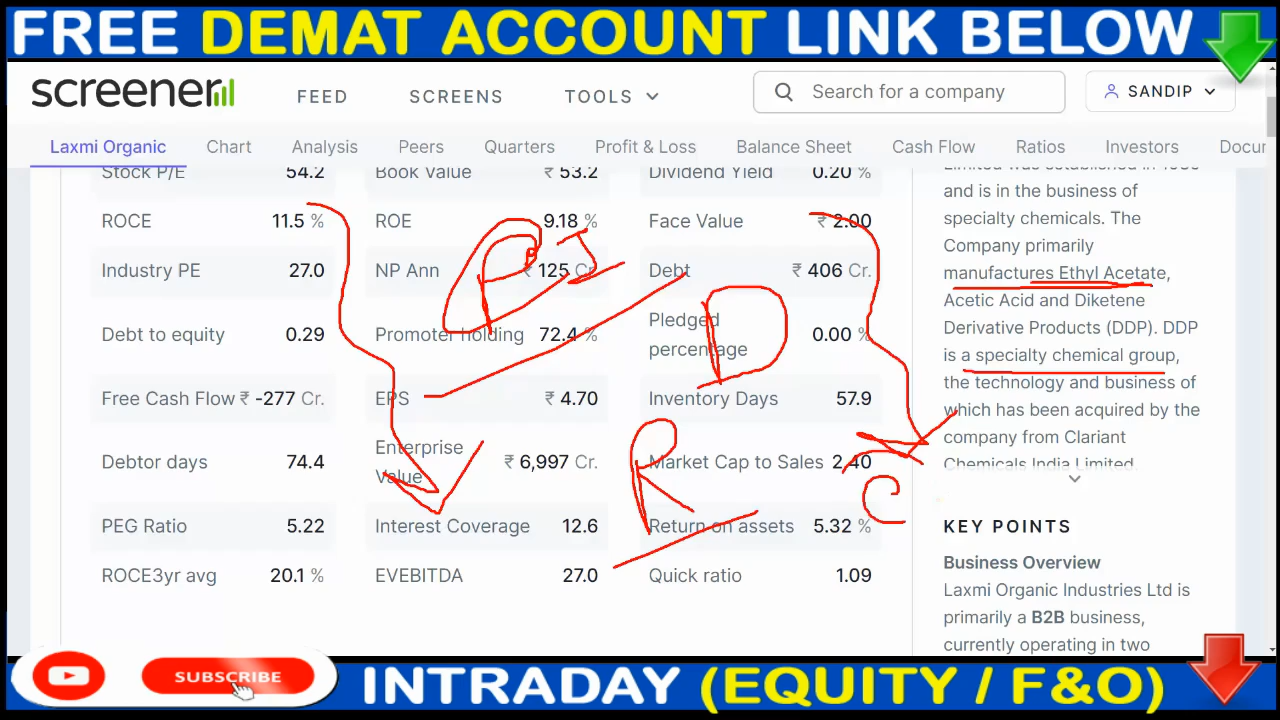 FREE DEMAT ACCOUNT LINK BELOW
screener FEED SCREENS TOOLS Search for a company SANDIP
Laxmi Organic Chart Analysis Peers Quarters Profit & Loss Balance Sheet Cash Flow Ratios Investors Docur
Stock P/E 54.2 Book Value ₹ 53.2 Dividend Yield 0.20 %
ROCE 11.5 % ROE 9.18 % Face Value ₹ 2.00
Industry PE 27.0 NP Ann ₹ 125 Cr. Debt ₹ 406 Cr.
Debt to equity 0.29 Promoter holding 72.4 % Pledged percentage 0.00 %
Free Cash Flow ₹ -277 Cr. EPS ₹ 4.70 Inventory Days 57.9
Debtor days 74.4 Enterprise Value ₹ 6,997 Cr. Market Cap to Sales 2.40
PEG Ratio 5.22 Interest Coverage 12.6 Return on assets 5.32 %
ROCE3yr avg 20.1 % EVEBITDA 27.0 Quick ratio 1.09
D
R
C
and is in the business of
specialty chemicals. The
Company primarily
manufactures Ethyl Acetate,
Acetic Acid and Diketene
Derivative Products (DDP). DDP
is a specialty chemical group,
the technology and business of
which has been acquired by the
company from Clariant
Chemicals India Limited.
KEY POINTS
Business Overview
Laxmi Organic Industries Ltd is
primarily a B2B business,
currently operating in two
SUBSCRIBE
INTRADAY (EQUITY / F&O)